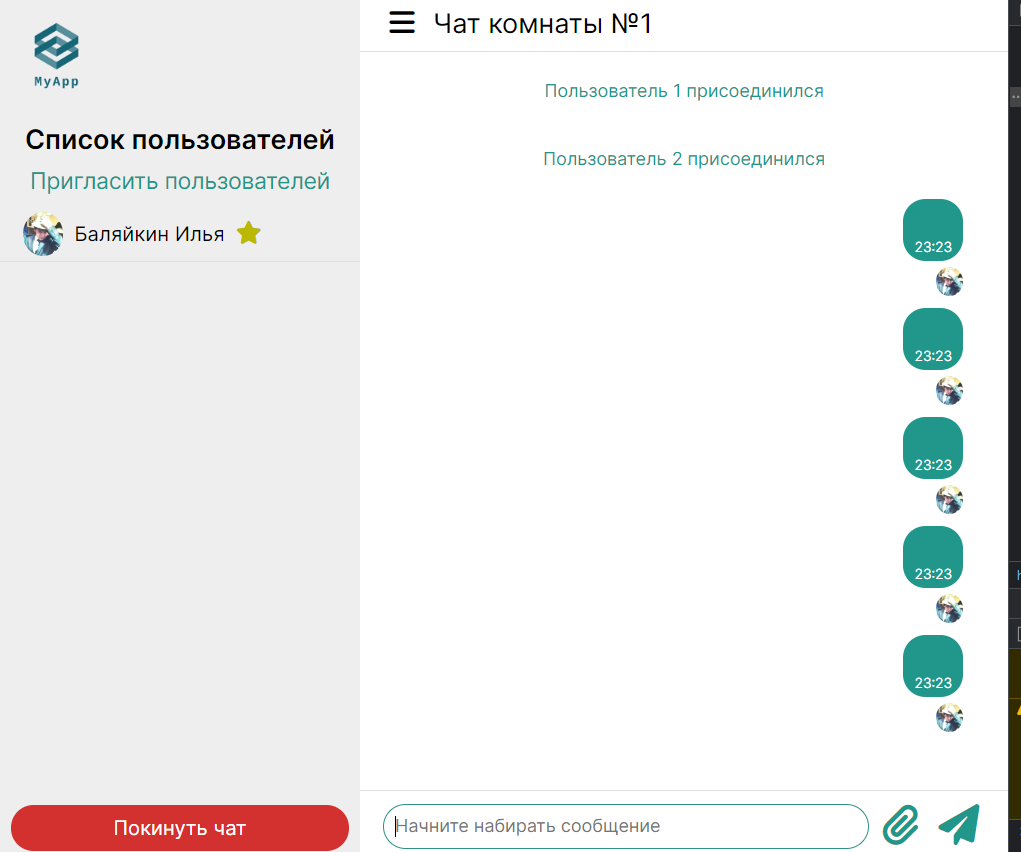 MyApp
Список пользователей
Пригласить пользователей
Баляйкин Илья
Покинуть чат
Чат комнаты №1
Пользователь 1 присоединился
Пользователь 2 присоединился
23:23
23:23
23:23
23:23
23:23
Начните набирать сообщение